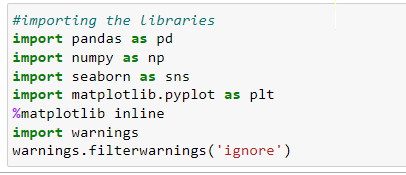 #importing the libraries
import pandas as pd
import numpy as np
import seaborn as sns
import matplotlib.pyplot as plt
%matplotlib inline
import warnings
warnings.filterwarnings('ignore')